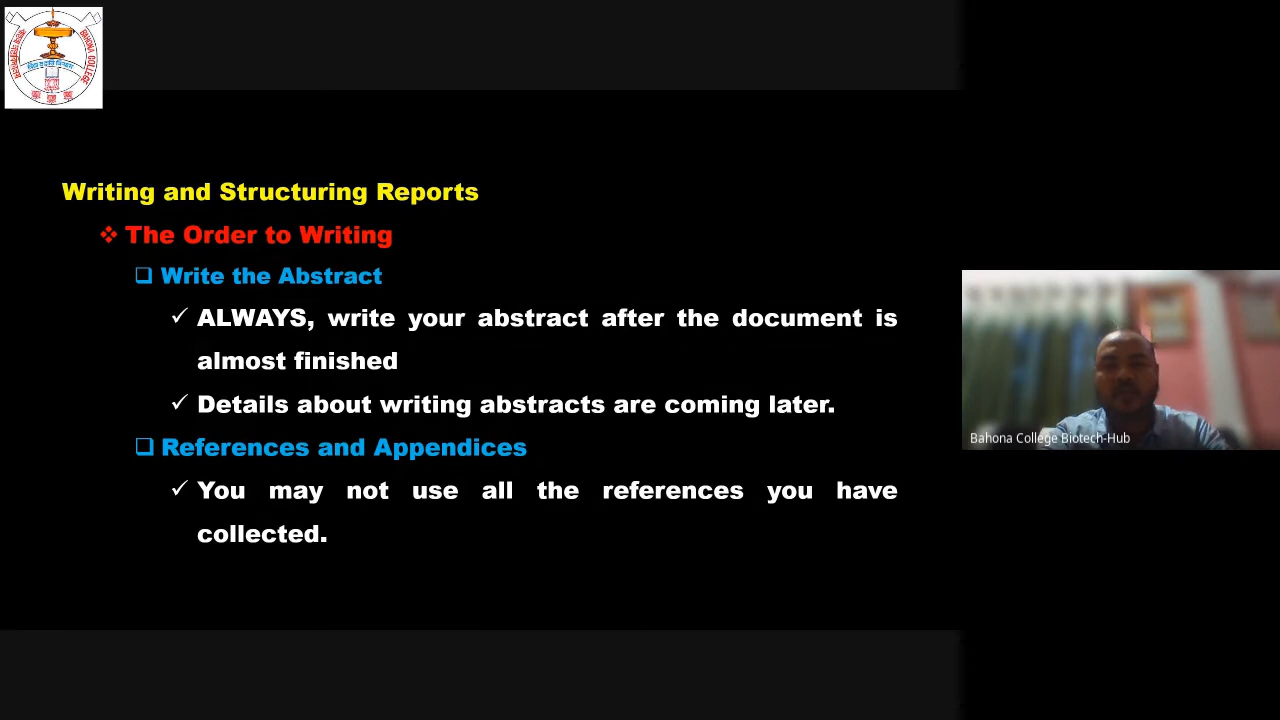 BAHONA COLLEGE
Writing and Structuring Reports
The Order to Writing
Write the Abstract
ALWAYS, write your abstract after the document is
almost finished
Details about writing abstracts are coming later.
References and Appendices
You may not use all the references you have
collected.
Bahona College Biotech-Hub